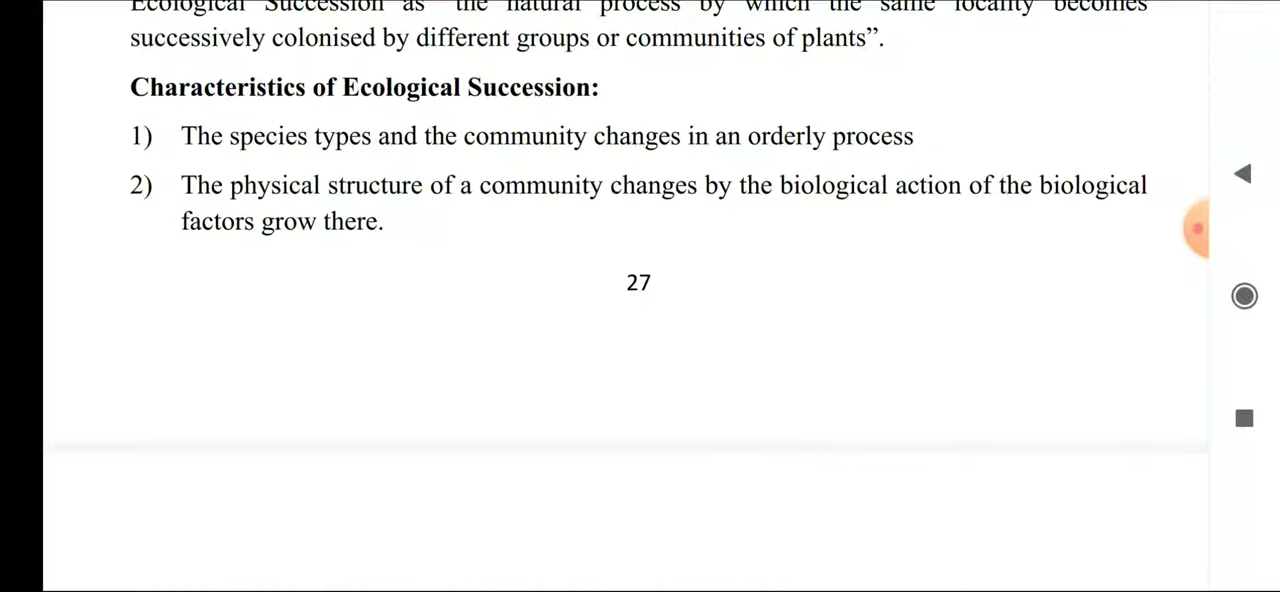 Ecological Succession as "the natural process by which the same locality becomes
successively colonised by different groups or communities of plants”.
Characteristics of Ecological Succession:
1) The species types and the community changes in an orderly process
2) The physical structure of a community changes by the biological action of the biological
factors grow there.
27